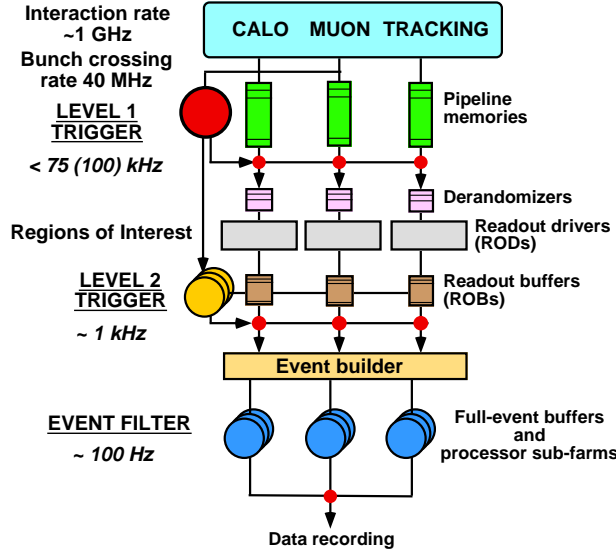 Interaction rate
~1 GHz
CALO MUON TRACKING
Bunch crossing
rate 40 MHz
LEVEL 1
TRIGGER
Pipeline
memories
< 75 (100) kHz
Derandomizers
Regions of Interest
Readout drivers
(RODs)
LEVEL 2
TRIGGER
Readout buffers
(ROBs)
~ 1 kHz
Event builder
EVENT FILTER
~ 100 Hz
Full-event buffers
and
processor sub-farms
Data recording